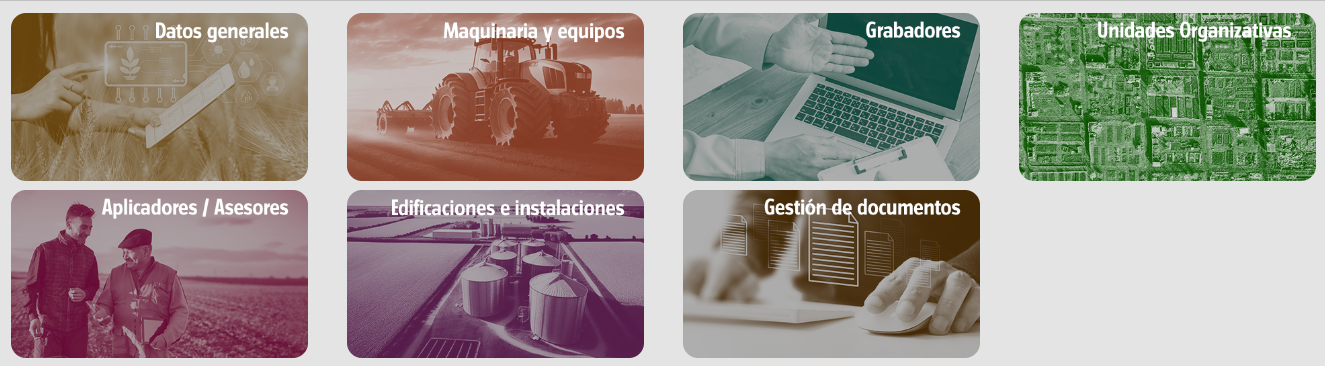 Datos generales
Maquinaria y equipos
Grabadores
Unidades Organizativas
Aplicadores / Asesores
Edificaciones e instalaciones
Gestión de documentos